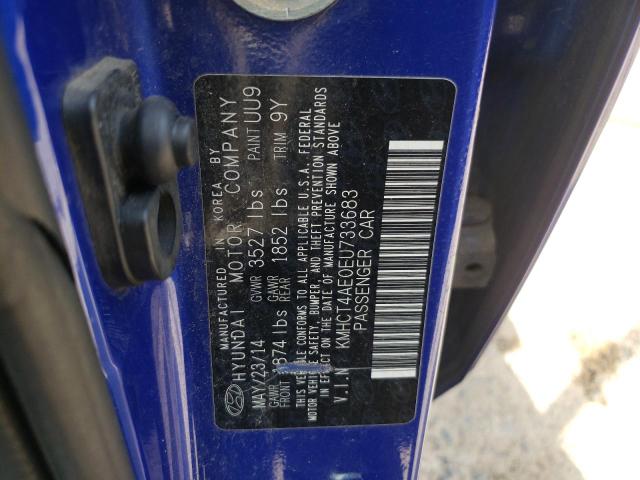 MANUFACTURED IN KOREA BY
HYUNDAI MOTOR COMPANY
MAY/23/14 GVWR 3527 lbs PAINT UU9
GAWR FRONT 1874 lbs GAWR REAR 1852 lbs TRIM 9Y
THIS VEHICLE CONFORMS TO ALL APPLICABLE U.S.A. FEDERAL
MOTOR VEHICLE SAFETY, BUMPER, AND THEFT PREVENTION STANDARDS
IN EFFECT ON THE DATE OF MANUFACTURE SHOWN ABOVE
V.I.N KMHCT4AE0EU733683
PASSENGER CAR